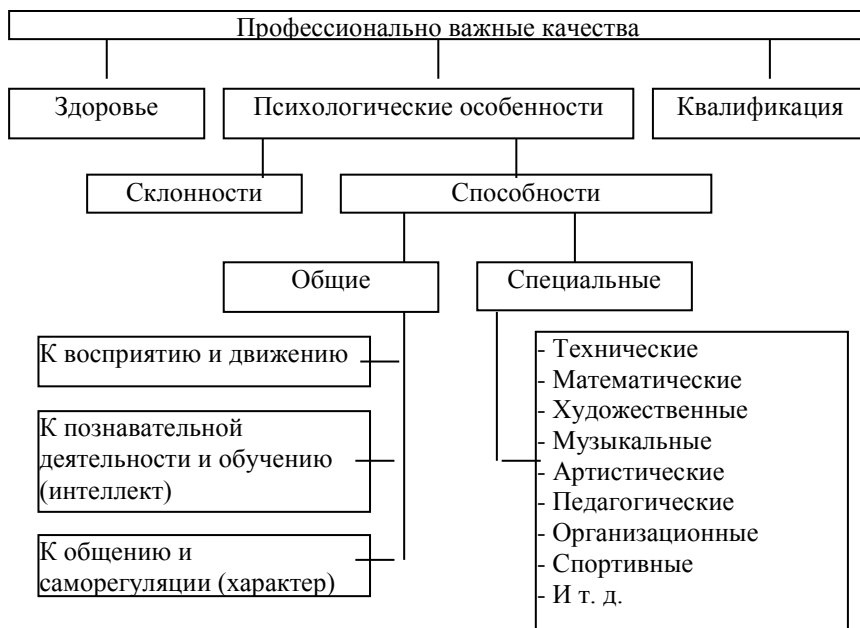 Профессионально важные качества
Здоровье
Психологические особенности
Квалификация
Склонности
Способности
Общие
Специальные
К восприятию и движению
К познавательной
деятельности и обучению
(интеллект)
К общению и
саморегуляции (характер)
- Технические
- Математические
- Художественные
- Музыкальные
- Артистические
- Педагогические
- Организационные
- Спортивные
- И т. д.